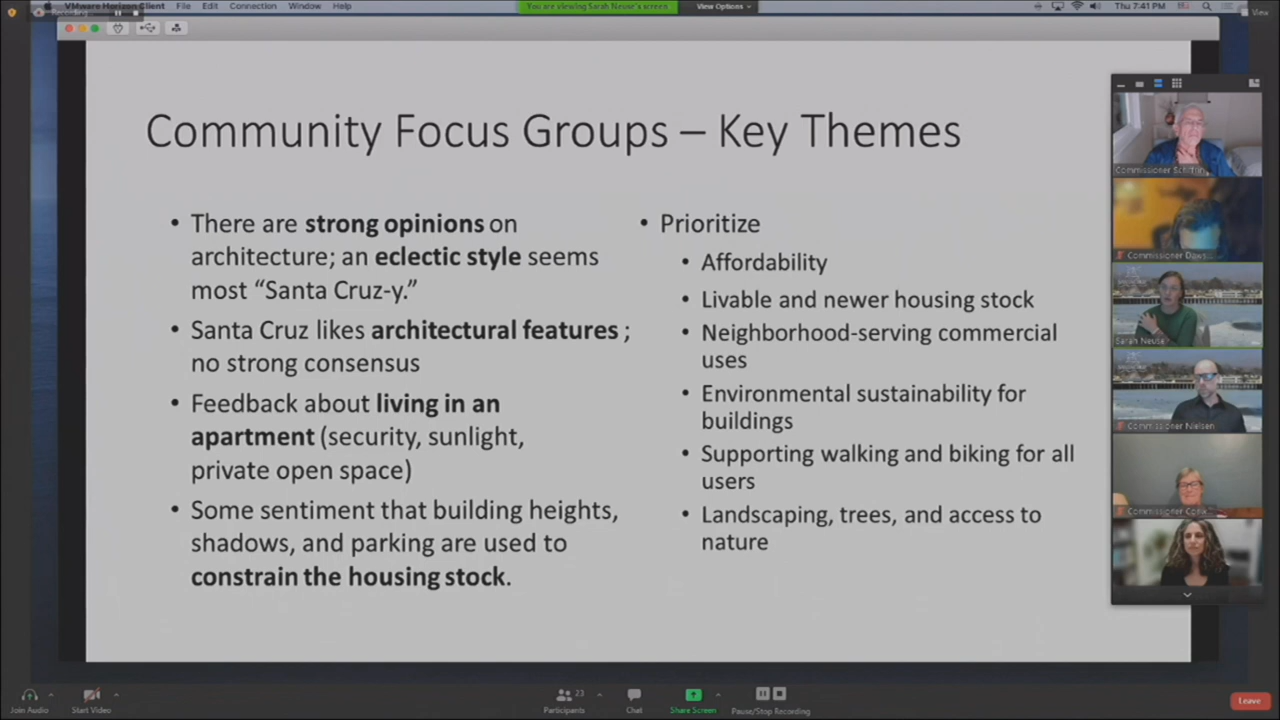 VMware Horizon Client File Edit Connection Window Help
You are viewing Sarah Neuse's screen
View Options
Thu 7:41 PM
View
Recording
Community Focus Groups – Key Themes
• There are strong opinions on
architecture; an eclectic style seems
most “Santa Cruz-y.”
• Santa Cruz likes architectural features ;
no strong consensus
• Feedback about living in an
apartment (security, sunlight,
private open space)
• Some sentiment that building heights,
shadows, and parking are used to
constrain the housing stock.
• Prioritize
• Affordability
• Livable and newer housing stock
• Neighborhood-serving commercial
uses
• Environmental sustainability for
buildings
• Supporting walking and biking for all
users
• Landscaping, trees, and access to
nature
Commissioner Schiffrin
Commissioner Daws...
Sarah Neuse
Commissioner Nielsen
Commissioner
Join Audio
Start Video
23
Participants
Chat
Share Screen
Pause/Stop Recording
Leave